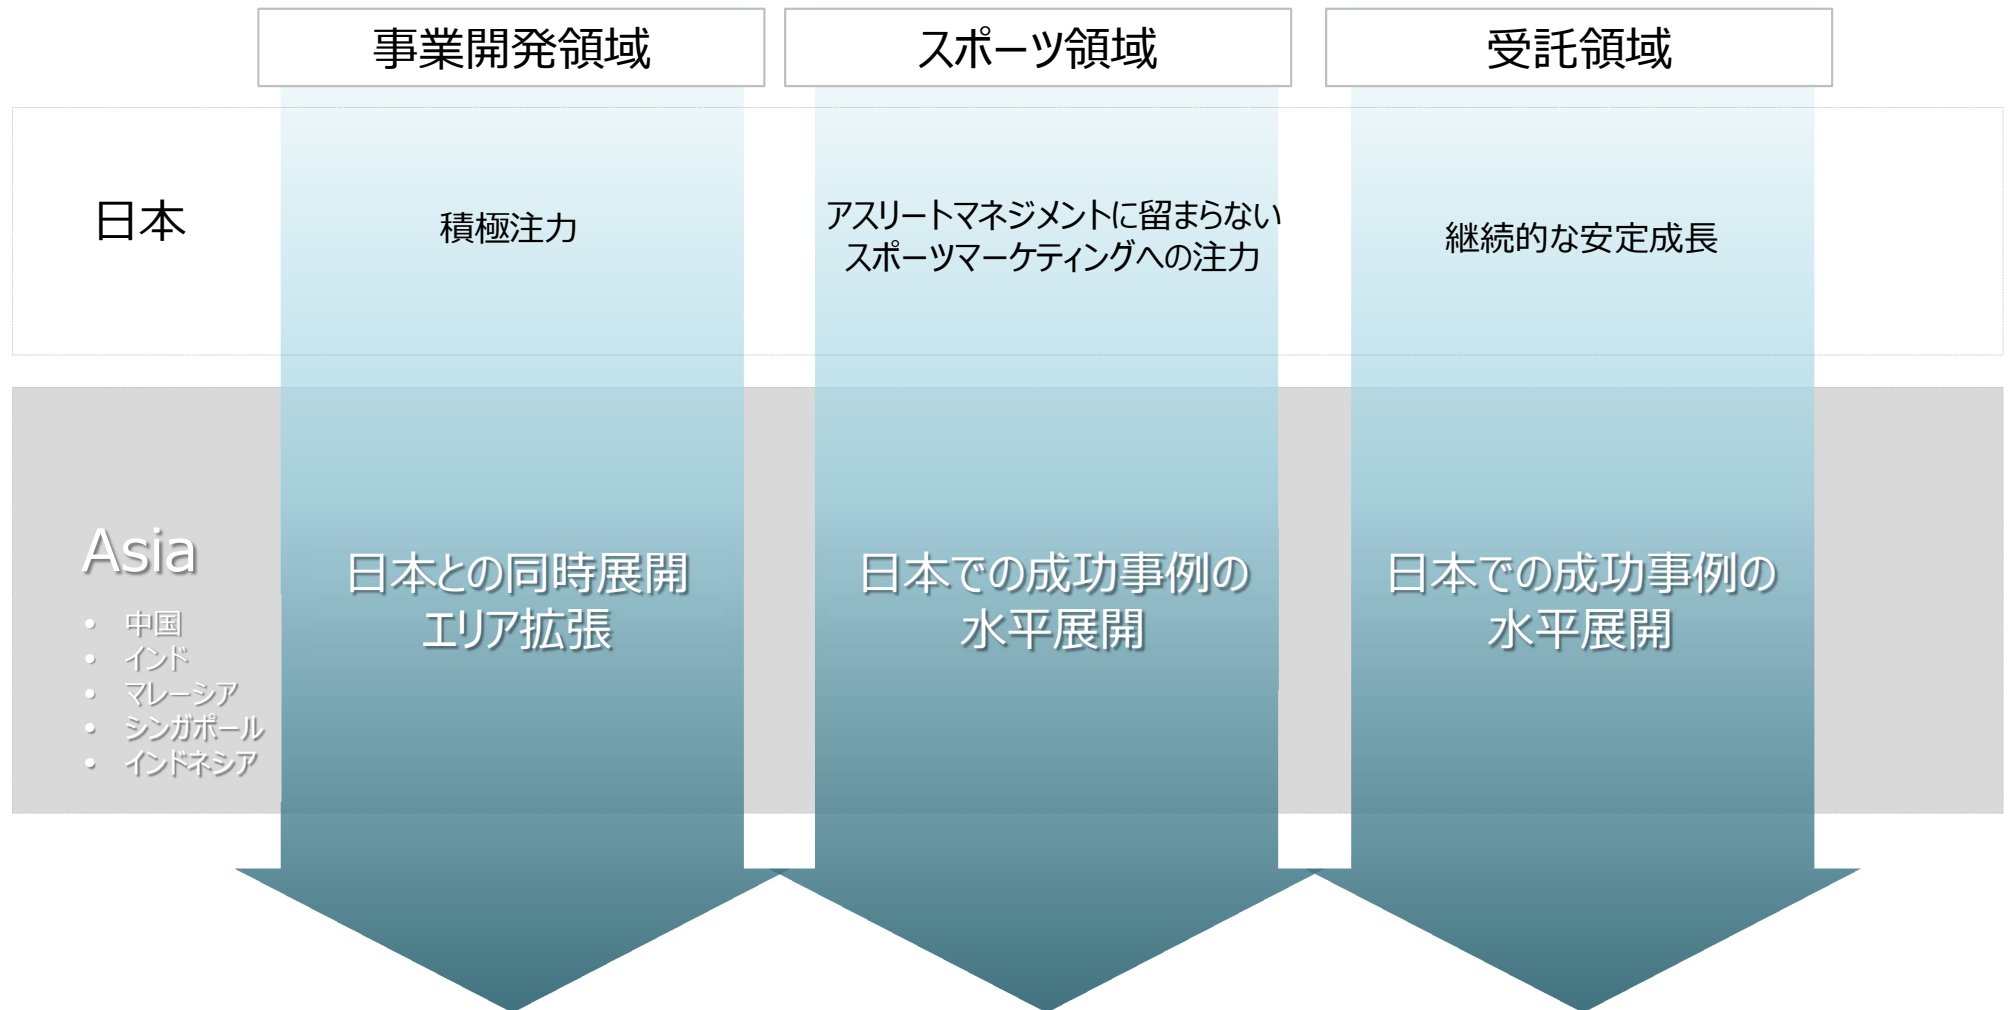 事業開発領域
スポーツ領域
受託領域
日本
積極注力
アスリートマネジメントに留まらない
スポーツマーケティングへの注力
継続的な安定成長
Asia
• 中国
• インド
• マレーシア
• シンガポール
• インドネシア
日本との同時展開
エリア拡張
日本での成功事例の
水平展開
日本での成功事例の
水平展開